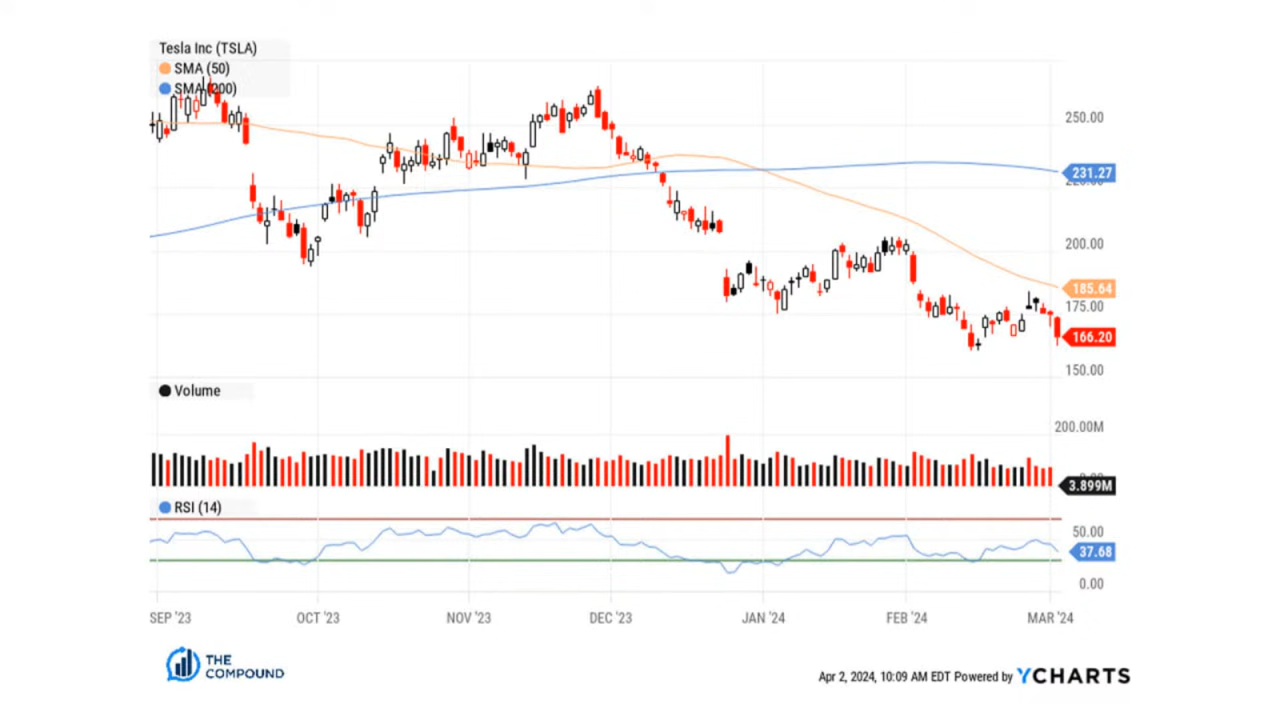 Tesla Inc (TSLA)
SMA (50)
SMA (200)
250.00
231.27
200.00
185.64
175.00
166.20
150.00
Volume
200.00M
3.899M
RSI (14)
50.00
37.68
0.00
SEP '23 OCT '23 NOV '23 DEC '23 JAN '24 FEB '24 MAR '24
THE
COMPOUND
Apr 2, 2024, 10:09 AM EDT Powered by YCHARTS